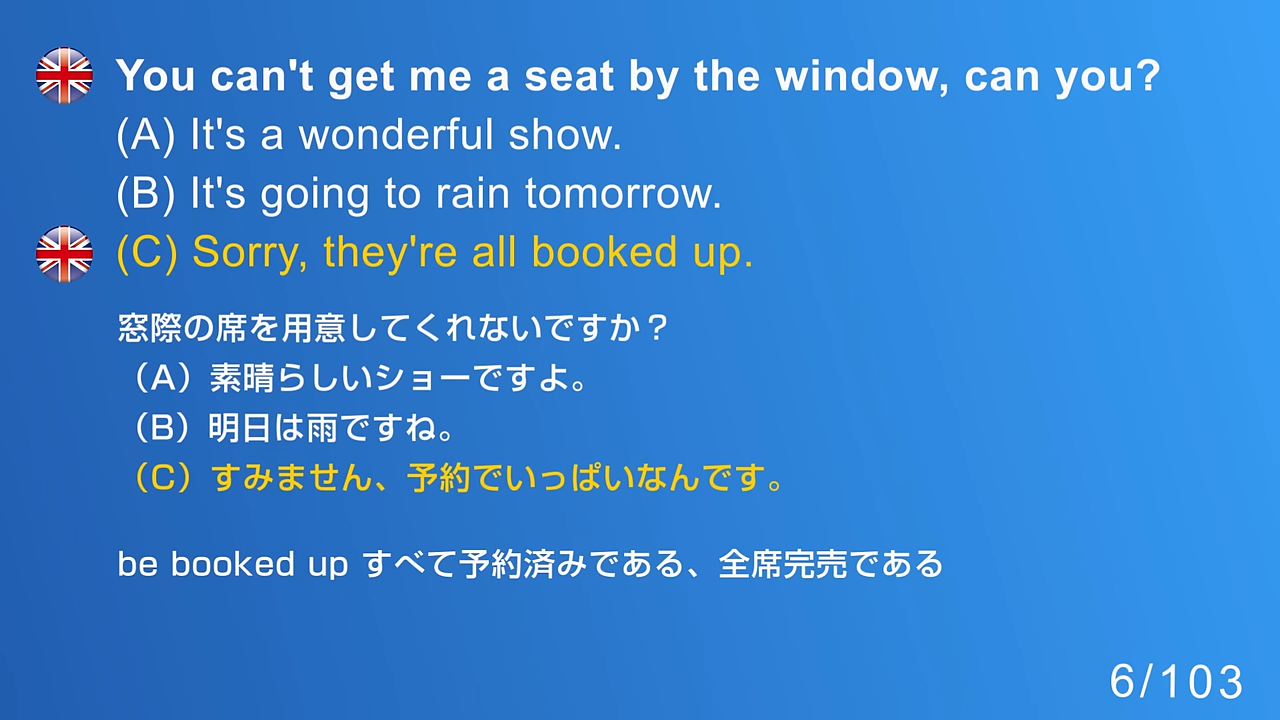 You can't get me a seat by the window, can you?
(A) It's a wonderful show.
(B) It's going to rain tomorrow.
(C) Sorry, they're all booked up.
窓際の席を用意してくれないですか？
（A）素晴らしいショーですよ。
（B）明日は雨ですね。
（C）すみません、予約でいっぱいなんです。
be booked up すべて予約済みである、全席完売である
6/103